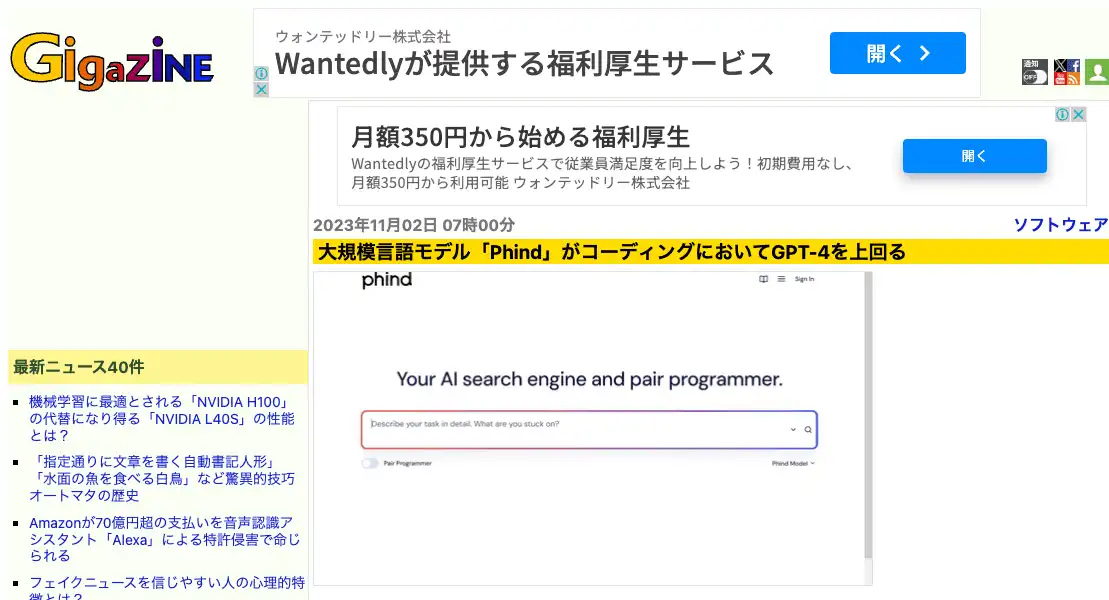 GigaZiNE
ウォンテッドリー株式会社
Wantedlyが提供する福利厚生サービス
開く
通知
OFF
月額350円から始める福利厚生
Wantedlyの福利厚生サービスで従業員満足度を向上しよう！初期費用なし、
月額350円から利用可能 ウォンテッドリー株式会社
開く
2023年11月02日 07時00分
ソフトウェア
大規模言語モデル「Phind」がコーディングにおいてGPT-4を上回る
phind
Sign In
Your AI search engine and pair programmer.
Describe your task in detail. What are you stuck on?
Pair Programmer
Phind Model
最新ニュース40件
機械学習に最適とされる「NVIDIA H100」
の代替になり得る「NVIDIA L40S」の性能
とは？
「指定通りに文章を書く自動書記人形」
「水面の魚を食べる白鳥」など驚異的技巧
オートマタの歴史
Amazonが70億円超の支払いを音声認識ア
シスタント「Alexa」による特許侵害で命じ
られる
フェイクニュースを信じやすい人の心理的特
徴とは？